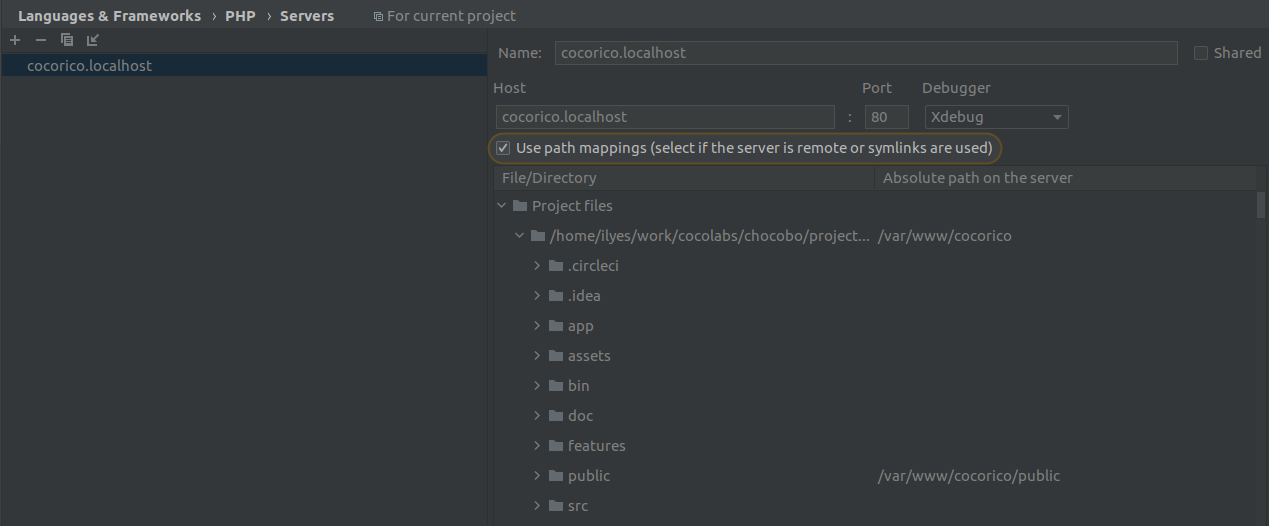 Languages & Frameworks › PHP › Servers For current project
cocorico.localhost
Name: cocorico.localhost Shared
Host Port Debugger
cocorico.localhost : 80 Xdebug
Use path mappings (select if the server is remote or symlinks are used)
File/Directory Absolute path on the server
Project files
/home/ilyes/work/cocolabs/chocobo/project... /var/www/cocorico
.circleci
.idea
app
assets
bin
doc
features
public /var/www/cocorico/public
src